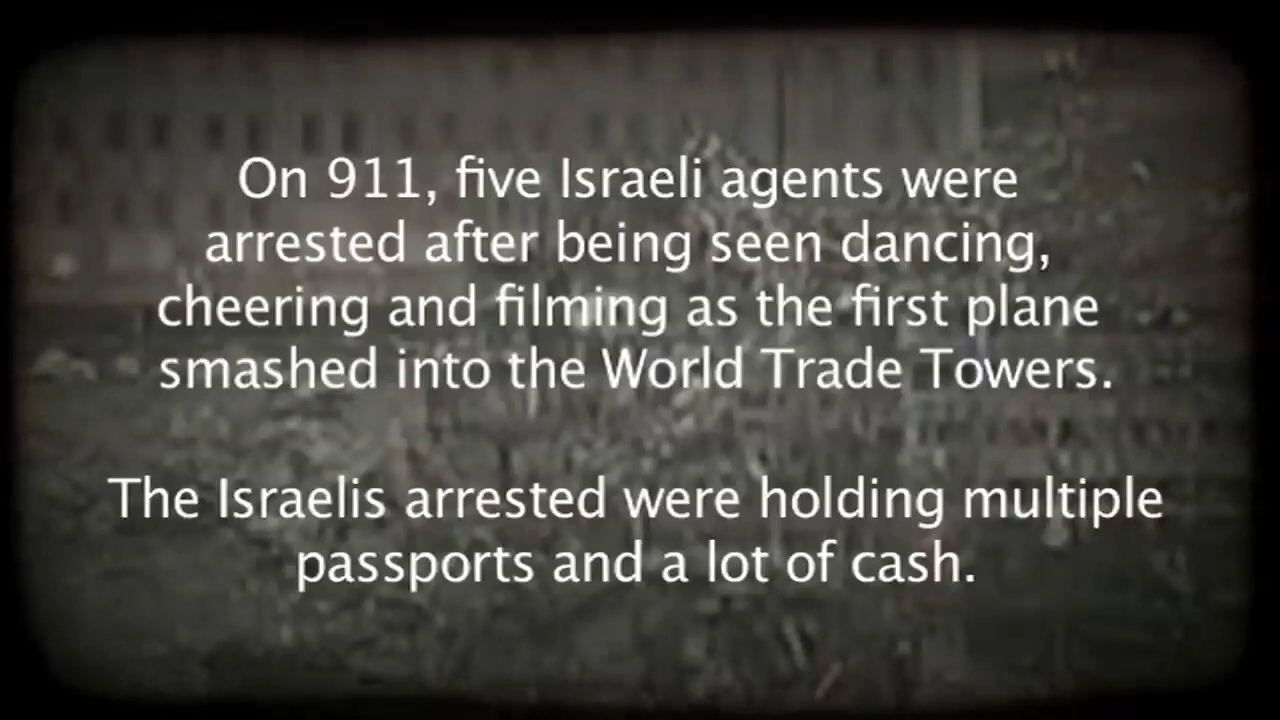 On 911, five Israeli agents were
arrested after being seen dancing,
cheering and filming as the first plane
smashed into the World Trade Towers.
The Israelis arrested were holding multiple
passports and a lot of cash.